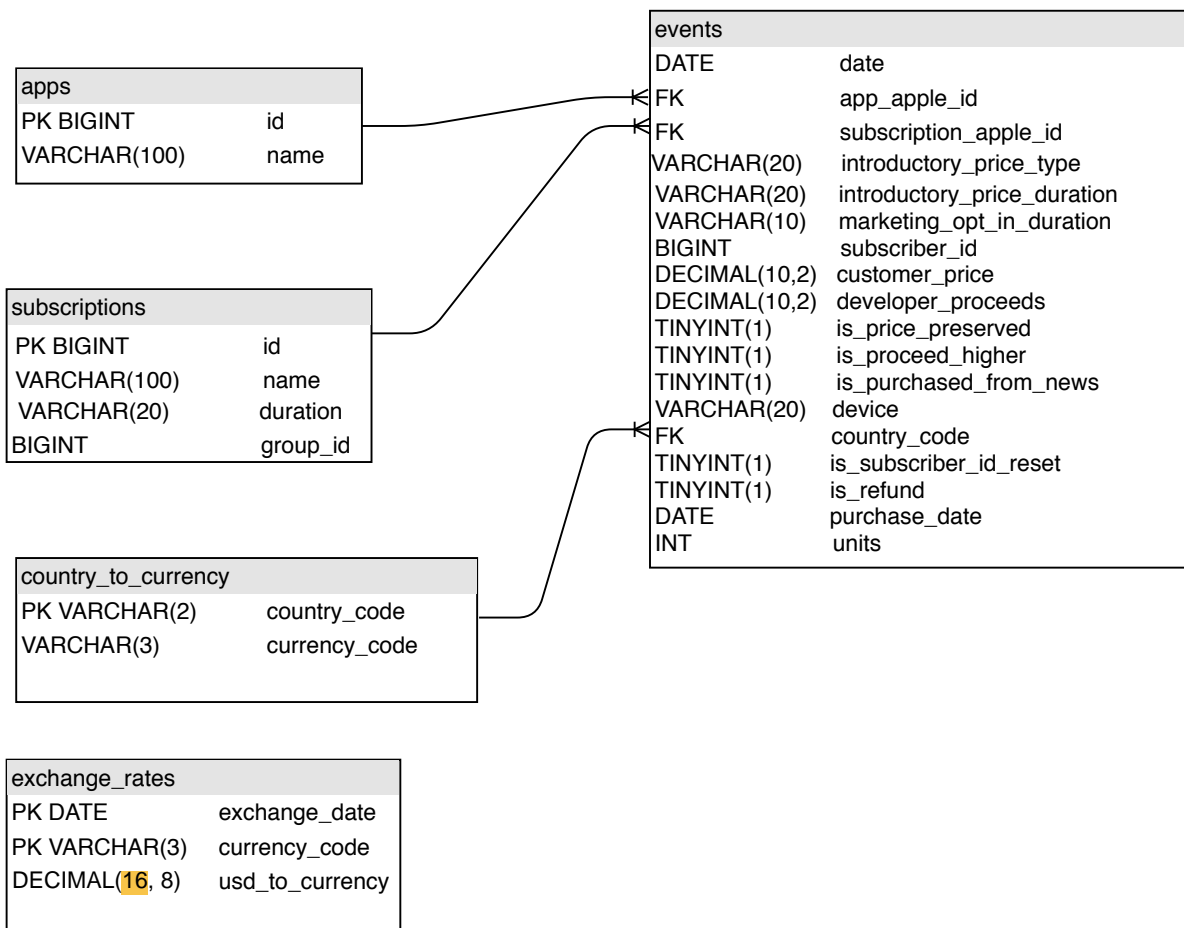 apps
PK BIGINT id
VARCHAR(100) name
subscriptions
PK BIGINT id
VARCHAR(100) name
VARCHAR(20) duration
BIGINT group_id
country_to_currency
PK VARCHAR(2) country_code
VARCHAR(3) currency_code
exchange_rates
PK DATE exchange_date
PK VARCHAR(3) currency_code
DECIMAL(16, 8) usd_to_currency
events
DATE date
FK app_apple_id
FK subscription_apple_id
VARCHAR(20) introductory_price_type
VARCHAR(20) introductory_price_duration
VARCHAR(10) marketing_opt_in_duration
BIGINT subscriber_id
DECIMAL(10,2) customer_price
DECIMAL(10,2) developer_proceeds
TINYINT(1) is_price_preserved
TINYINT(1) is_proceed_higher
TINYINT(1) is_purchased_from_news
VARCHAR(20) device
FK country_code
TINYINT(1) is_subscriber_id_reset
TINYINT(1) is_refund
DATE purchase_date
INT units